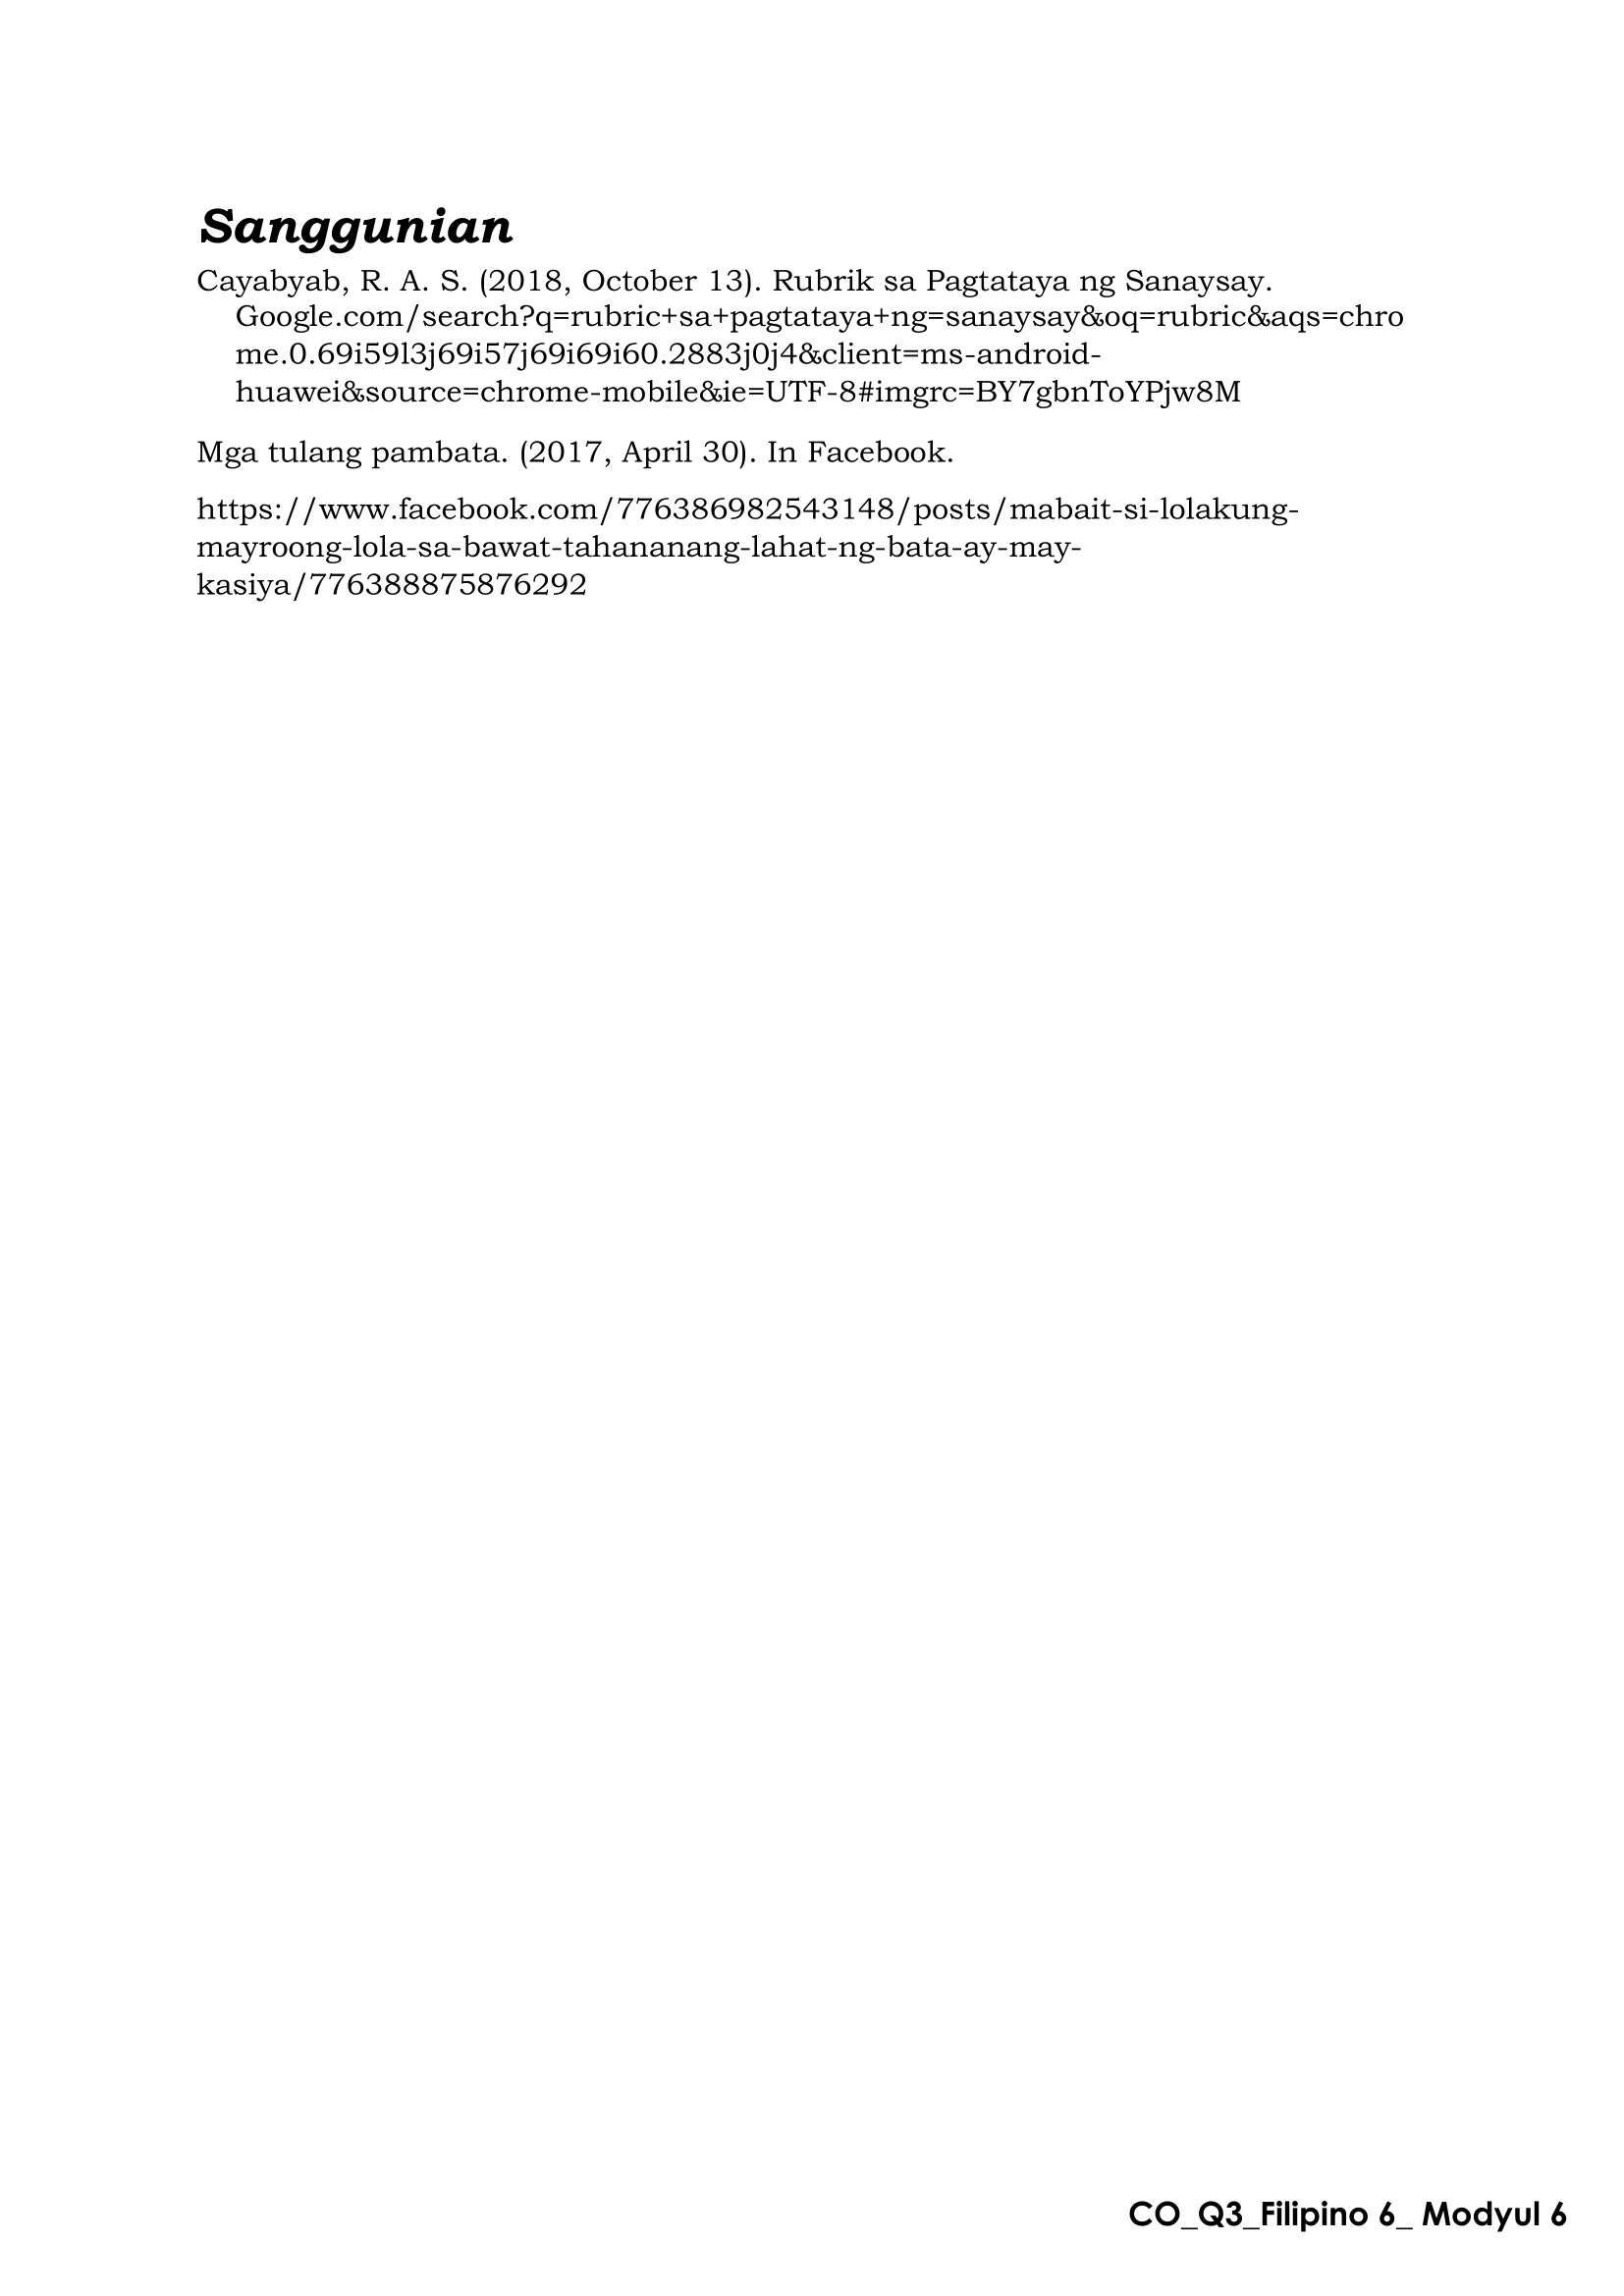 Sanggunian
Cayabyab, R. A. S. (2018, October 13). Rubrik sa Pagtataya ng Sanaysay.
Google.com/search?q=rubric+sa+pagtataya+ng=sanaysay&oq=rubric&aqs=chro
me.0.69i59l3j69i57j69i69i60.2883j0j4&client=ms-android-
huawei&source=chrome-mobile&ie=UTF-8#imgrc=BY7gbnToYPjw8M
Mga tulang pambata. (2017, April 30). In Facebook.
https://www.facebook.com/776386982543148/posts/mabait-si-lolakung-
mayroong-lola-sa-bawat-tahananang-lahat-ng-bata-ay-may-
kasiya/776388875876292
CO_Q3_Filipino 6_ Modyul 6